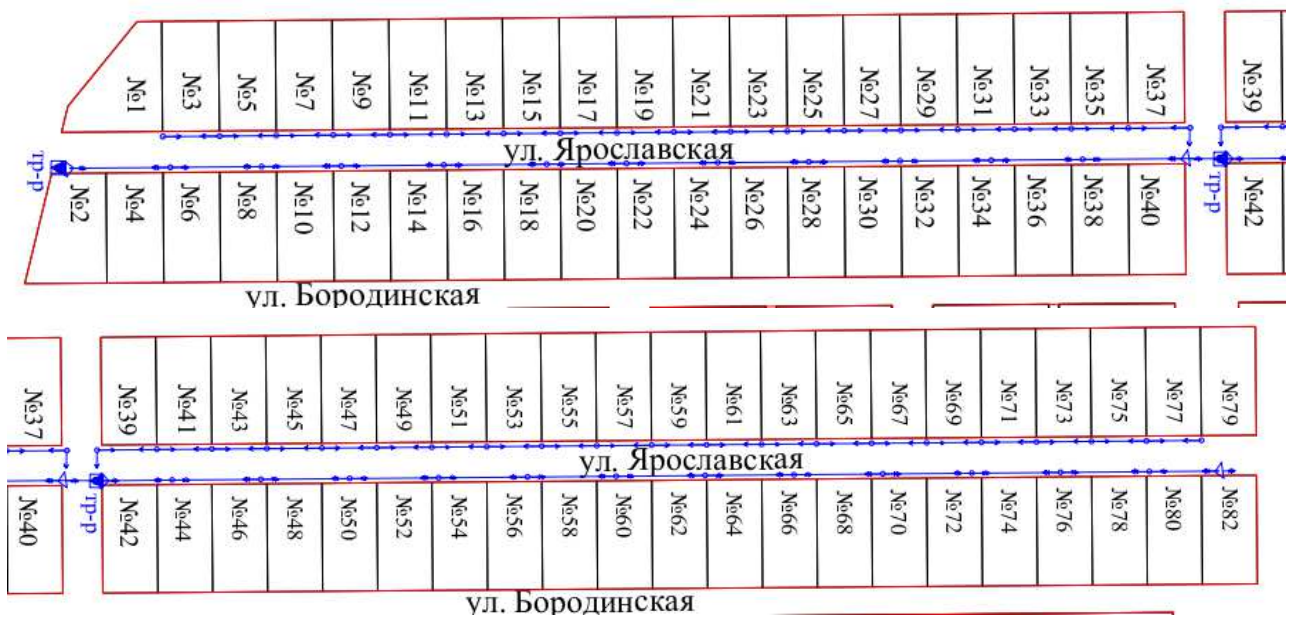 №1 №3 №5 №7 №9 №11 №13 №15 №17 №19 №21 №23 №25 №27 №29 №31 №33 №35 №37 №39
ул. Ярославская
тр-р тр-р
№2 №4 №6 №8 №10 №12 №14 №16 №18 №20 №22 №24 №26 №28 №30 №32 №34 №36 №38 №40 №42
ул. Бородинская
№37 №39 №41 №43 №45 №47 №49 №51 №53 №55 №57 №59 №61 №63 №65 №67 №69 №71 №73 №75 №77 №79
ул. Ярославская
тр-р
№40 №42 №44 №46 №48 №50 №52 №54 №56 №58 №60 №62 №64 №66 №68 №70 №72 №74 №76 №78 №80 №82
ул. Бородинская